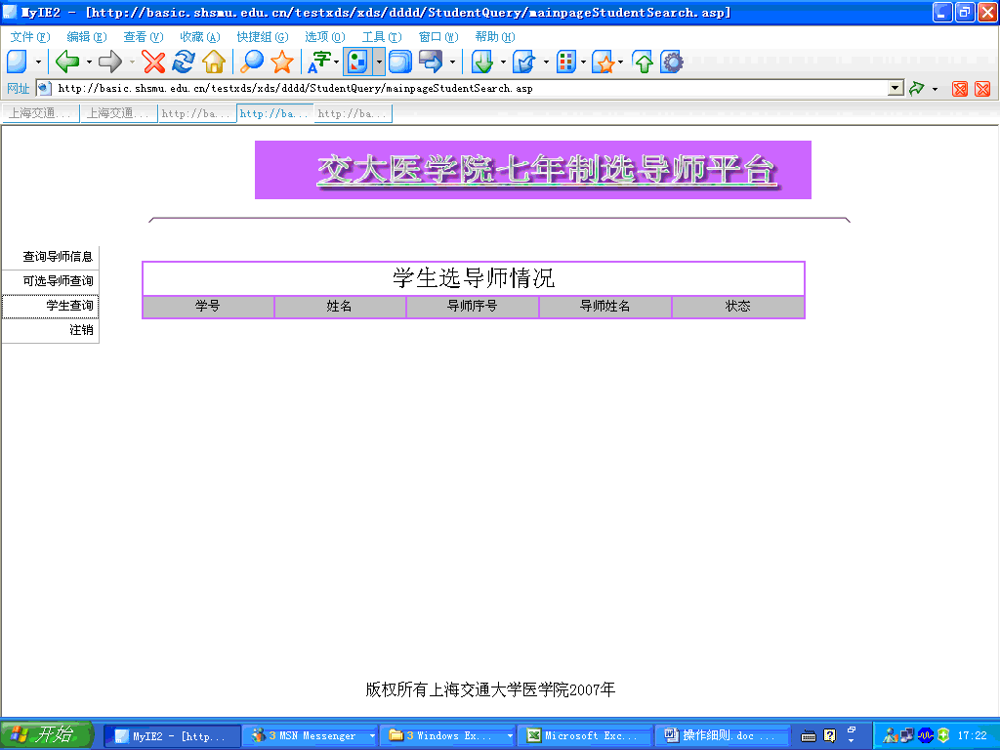 MyIE2 - [http://basic.shsmu.edu.cn/testxds/xds/dddd/StudentQuery/mainpageStudentSearch.asp]
文件(F) 编辑(E) 查看(V) 收藏(A) 快捷组(G) 选项(O) 工具(T) 窗口(W) 帮助(H)
字A
网址 http://basic.shsmu.edu.cn/testxds/xds/dddd/StudentQuery/mainpageStudentSearch.asp
上海交通... 上海交通... http://ba... http://ba... http://ba...
交大医学院七年制选导师平台
查询导师信息
可选导师查询
学生查询
注销
学生选导师情况
学号 姓名 导师序号 导师姓名 状态
版权所有上海交通大学医学院2007年
开始 MyIE2 - [http... 3 MSN Messenger 3 Windows Ex... Microsoft Exc... 操作细则.doc ... 17:22